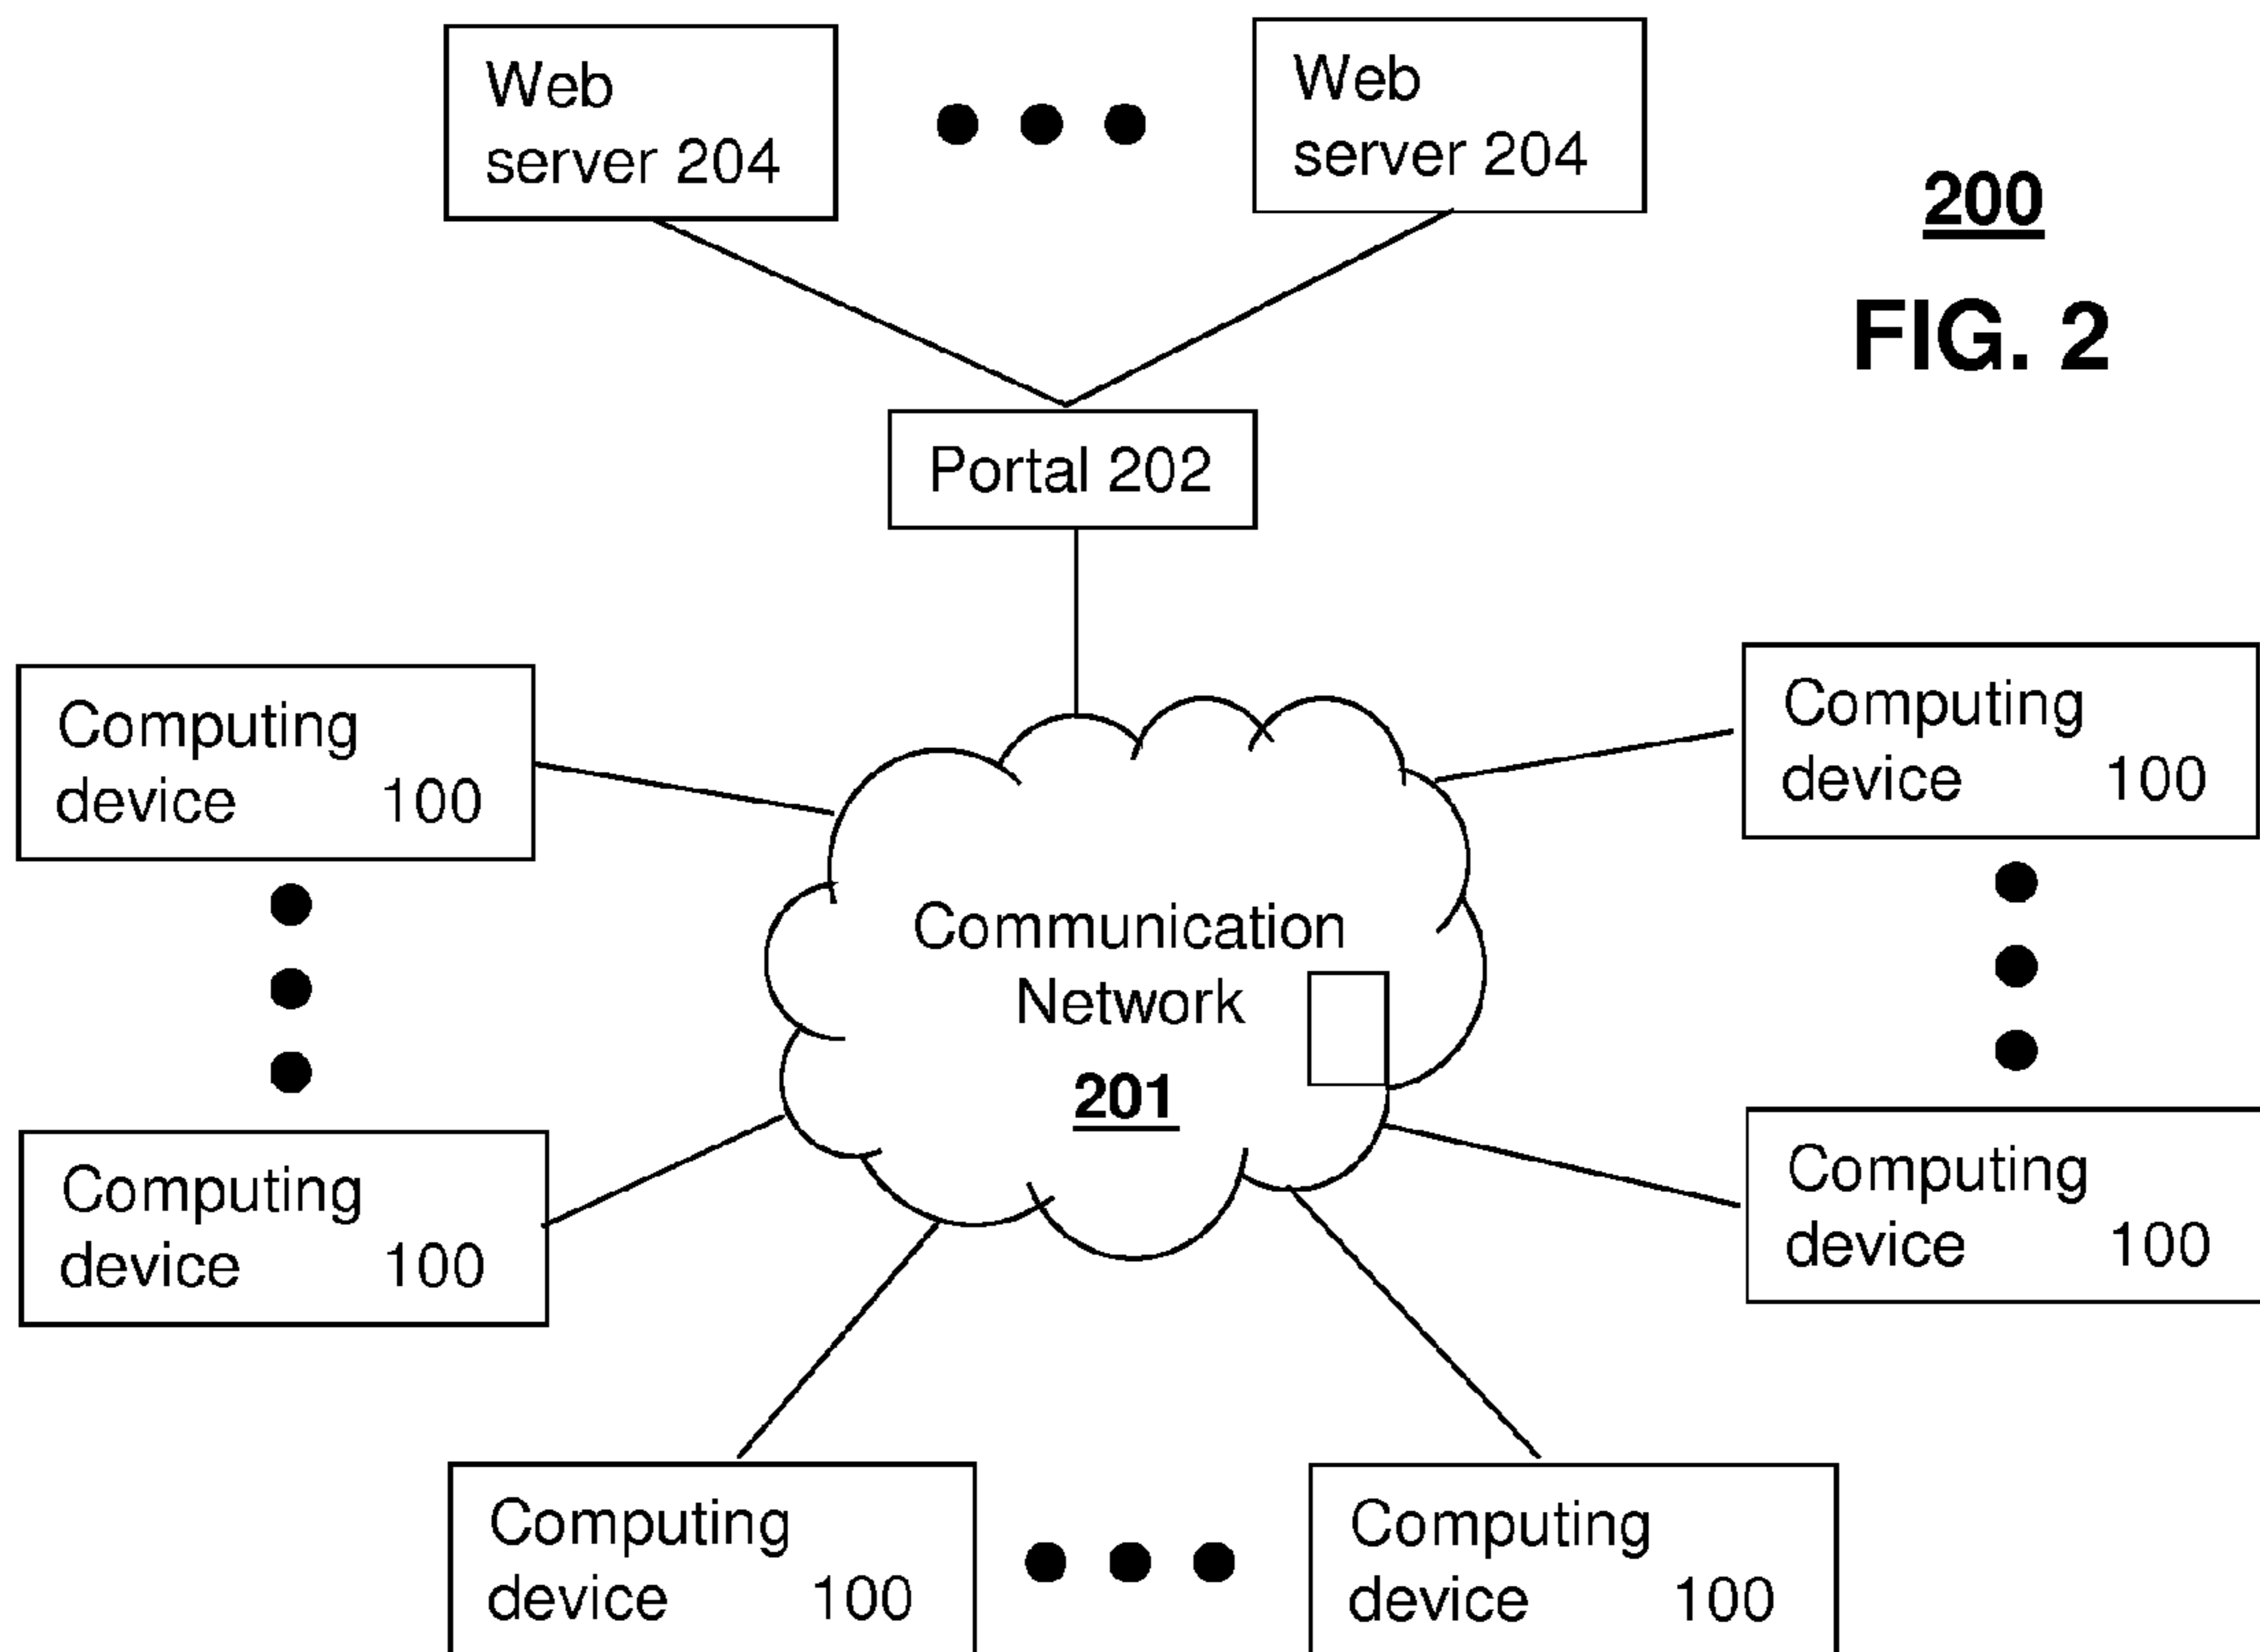 Web
server 204
Web
server 204
200
FIG. 2
Portal 202
Computing
device 100
Computing
device 100
Communication
Network
201
Computing
device 100
Computing
device 100
Computing
device 100
Computing
device 100